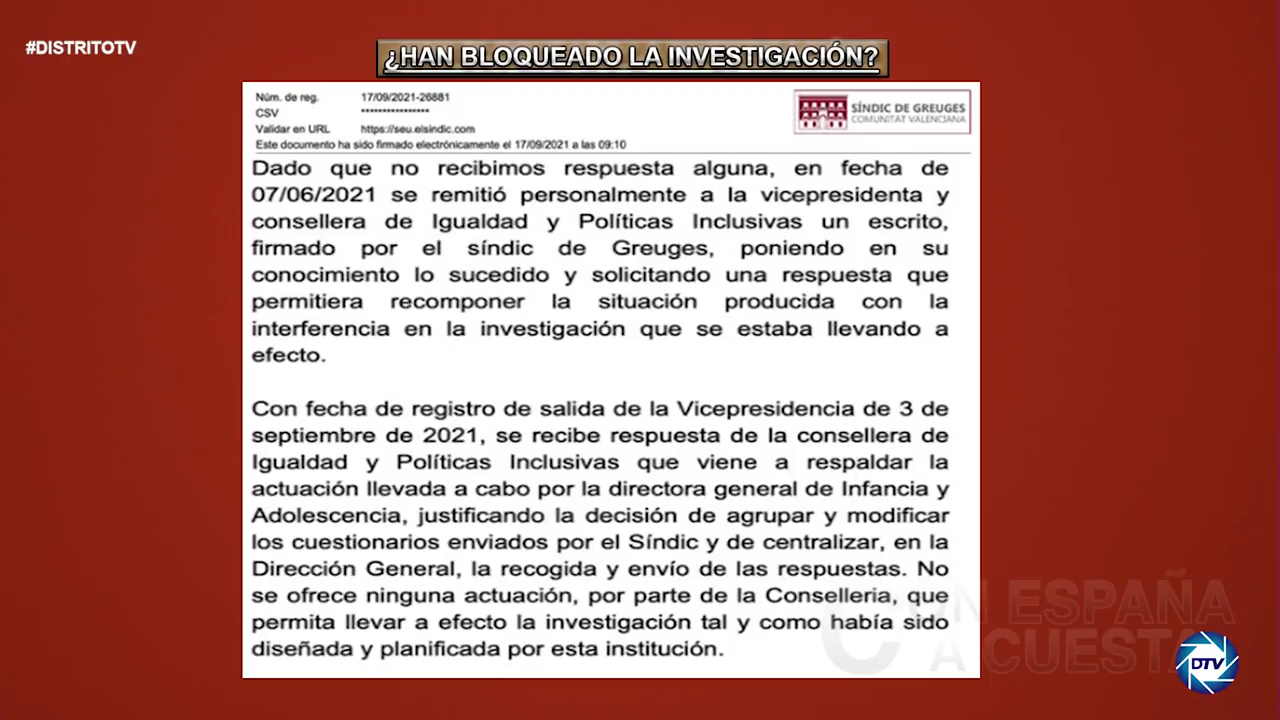 #DISTRITOTV
¿HAN BLOQUEADO LA INVESTIGACIÓN?
Núm. de reg. 17/09/2021-26881
CSV ****************
Validar en URL https://seu.elsindic.com
Este documento ha sido firmado electrónicamente el 17/09/2021 a las 09:10
SÍNDIC DE GREUGES
COMUNITAT VALENCIANA
Dado que no recibimos respuesta alguna, en fecha de
07/06/2021 se remitió personalmente a la vicepresidenta y
consellera de Igualdad y Políticas Inclusivas un escrito,
firmado por el síndic de Greuges, poniendo en su
conocimiento lo sucedido y solicitando una respuesta que
permitiera recomponer la situación producida con la
interferencia en la investigación que se estaba llevando a
efecto.
Con fecha de registro de salida de la Vicepresidencia de 3 de
septiembre de 2021, se recibe respuesta de la consellera de
Igualdad y Políticas Inclusivas que viene a respaldar la
actuación llevada a cabo por la directora general de Infancia y
Adolescencia, justificando la decisión de agrupar y modificar
los cuestionarios enviados por el Síndic y de centralizar, en la
Dirección General, la recogida y envío de las respuestas. No
se ofrece ninguna actuación, por parte de la Conselleria, que
permita llevar a efecto la investigación tal y como había sido
diseñada y planificada por esta institución.
CON ESPAÑA
A CUESTAS
DTV